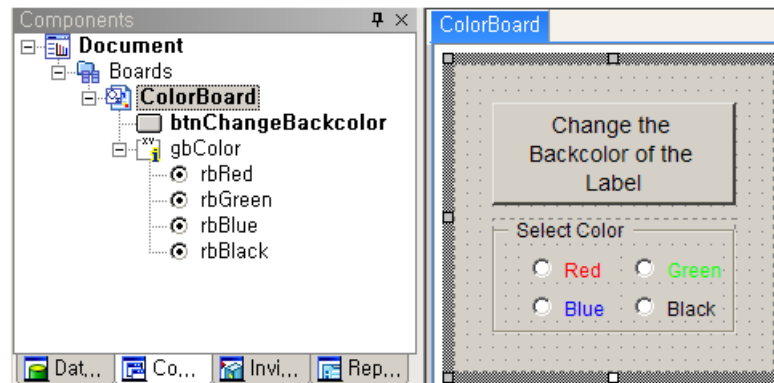 Components
Document
Boards
ColorBoard
btnChangeBackcolor
gbColor
rbRed
rbGreen
rbBlue
rbBlack
Dat...
Co...
Invi...
Rep...
ColorBoard
Change the
Backcolor of the
Label
Select Color
Red
Green
Blue
Black